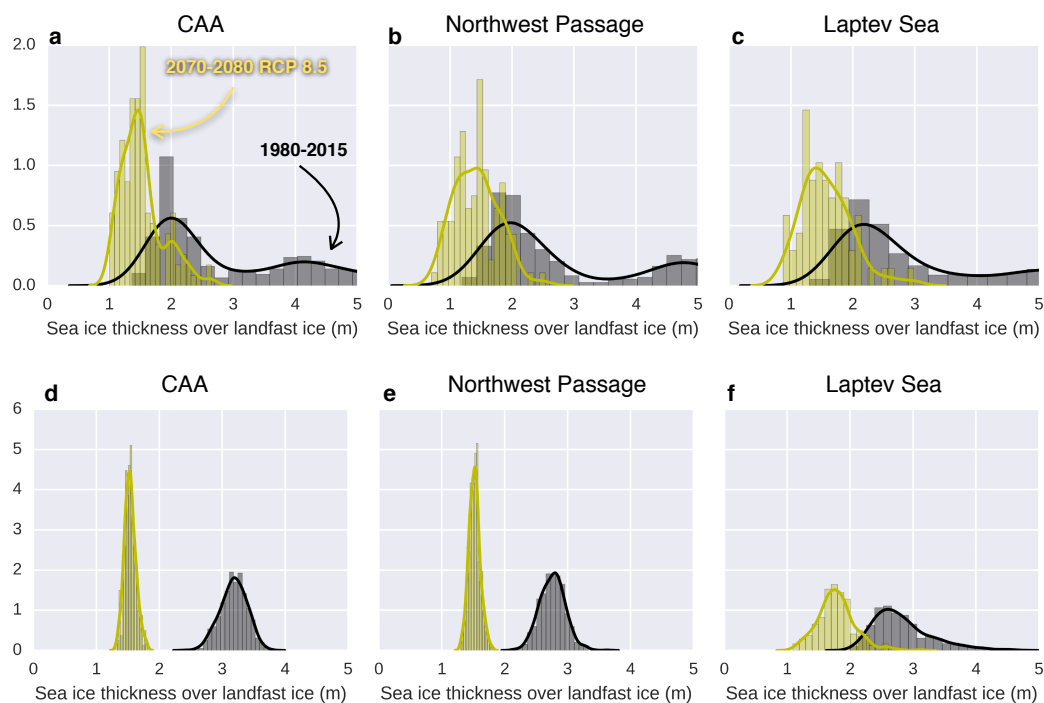 a CAA
b Northwest Passage
c Laptev Sea
2.0
1.5
1.0
0.5
0.0
2070-2080 RCP 8.5
1980-2015
0 1 2 3 4 5
0 1 2 3 4 5
0 1 2 3 4 5
Sea ice thickness over landfast ice (m)
Sea ice thickness over landfast ice (m)
Sea ice thickness over landfast ice (m)
d CAA
e Northwest Passage
f Laptev Sea
6
5
4
3
2
1
0
0 1 2 3 4 5
0 1 2 3 4 5
0 1 2 3 4 5
Sea ice thickness over landfast ice (m)
Sea ice thickness over landfast ice (m)
Sea ice thickness over landfast ice (m)